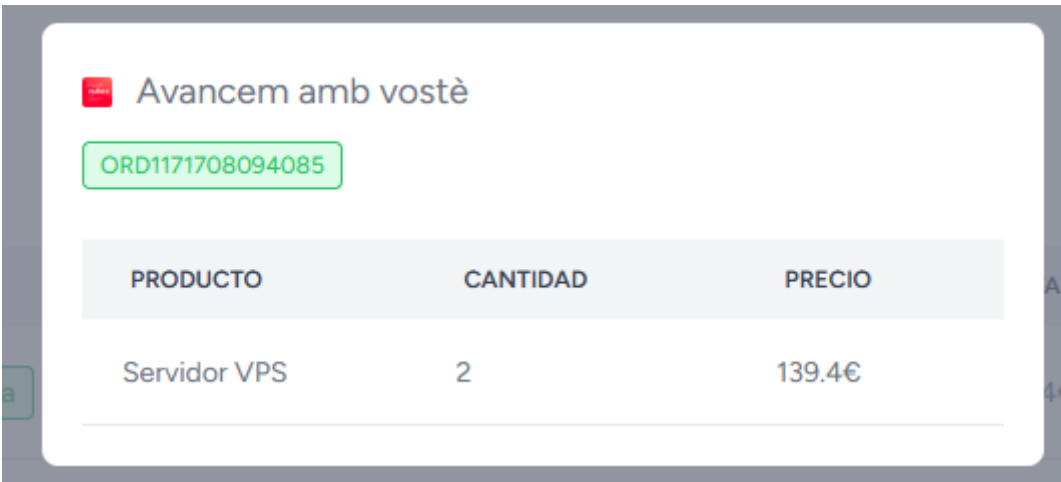 Avancem amb vostè
ORD1171708094085
PRODUCTO CANTIDAD PRECIO
Servidor VPS 2 139.4€